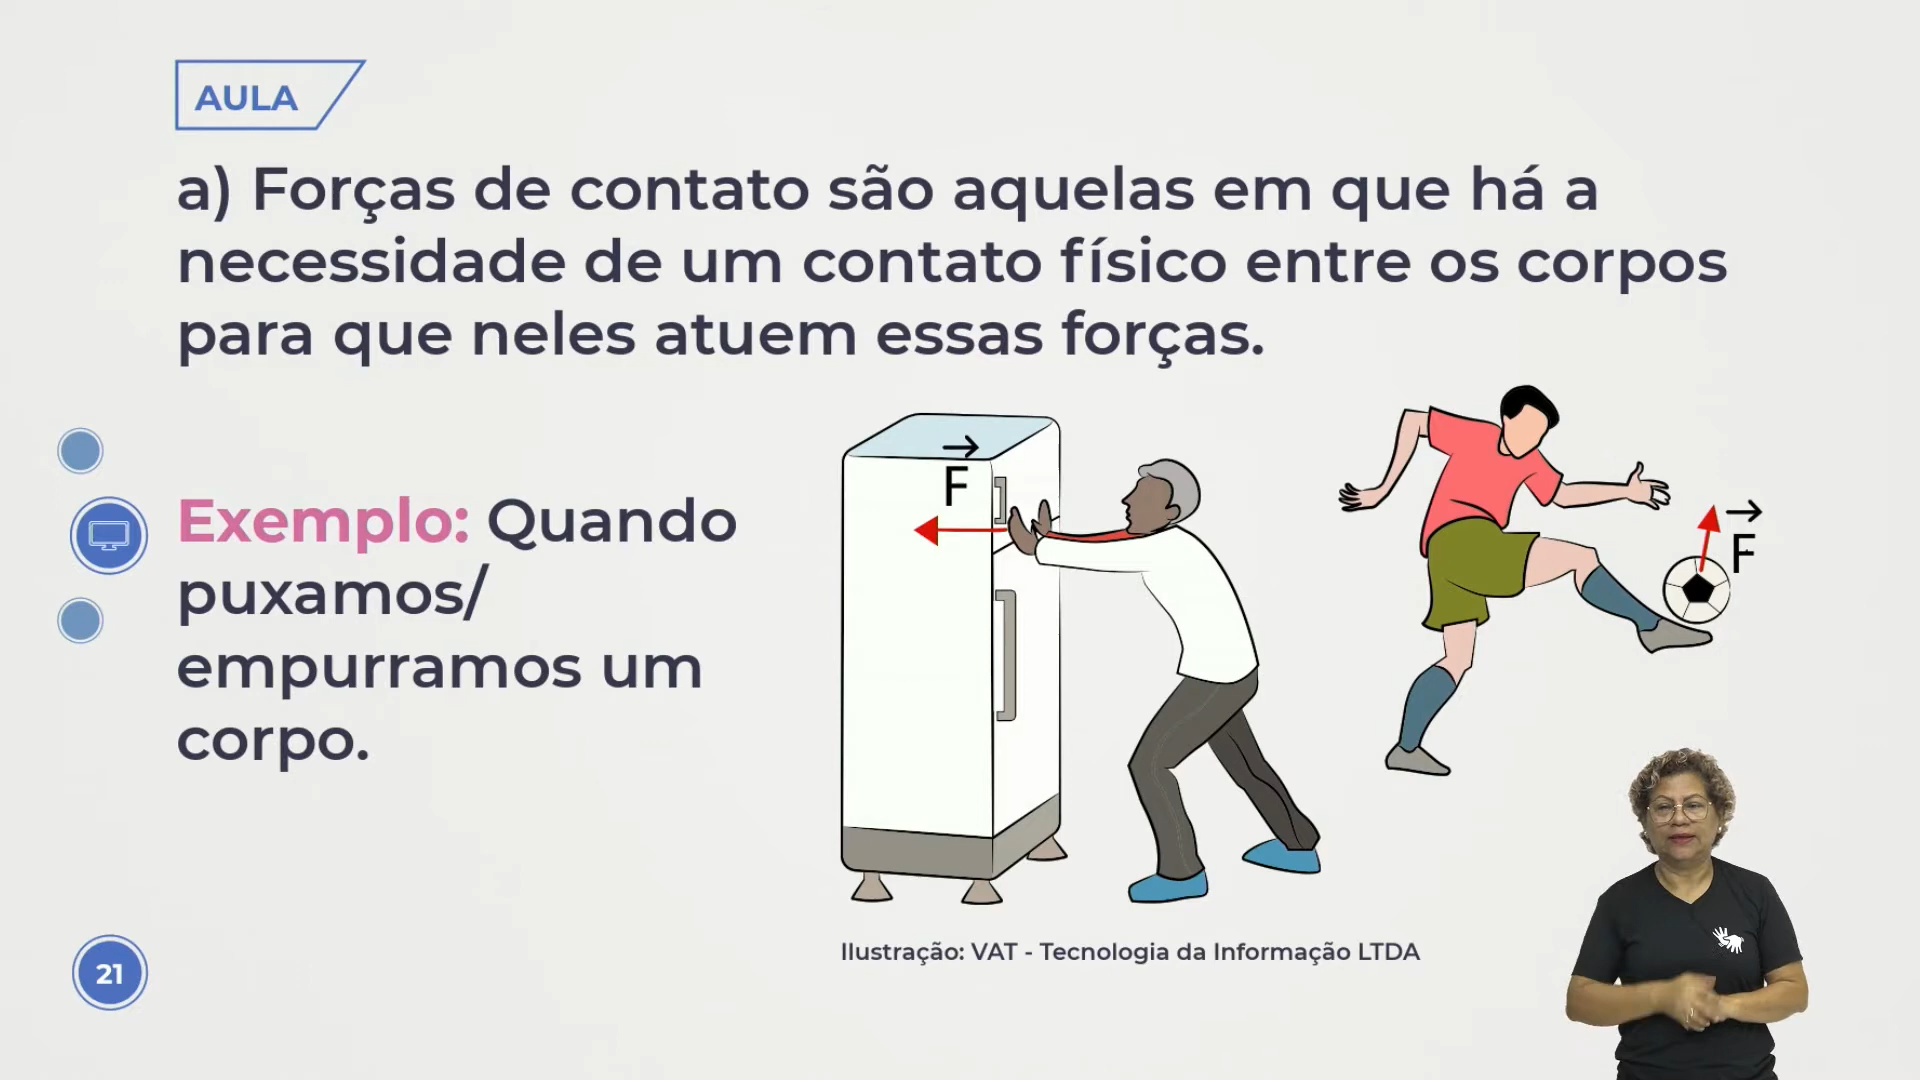 AULA
a) Forças de contato são aquelas em que há a
necessidade de um contato físico entre os corpos
para que neles atuem essas forças.
Exemplo: Quando
puxamos/
empurramos um
corpo.
F
F
Ilustração: VAT - Tecnologia da Informação LTDA
21